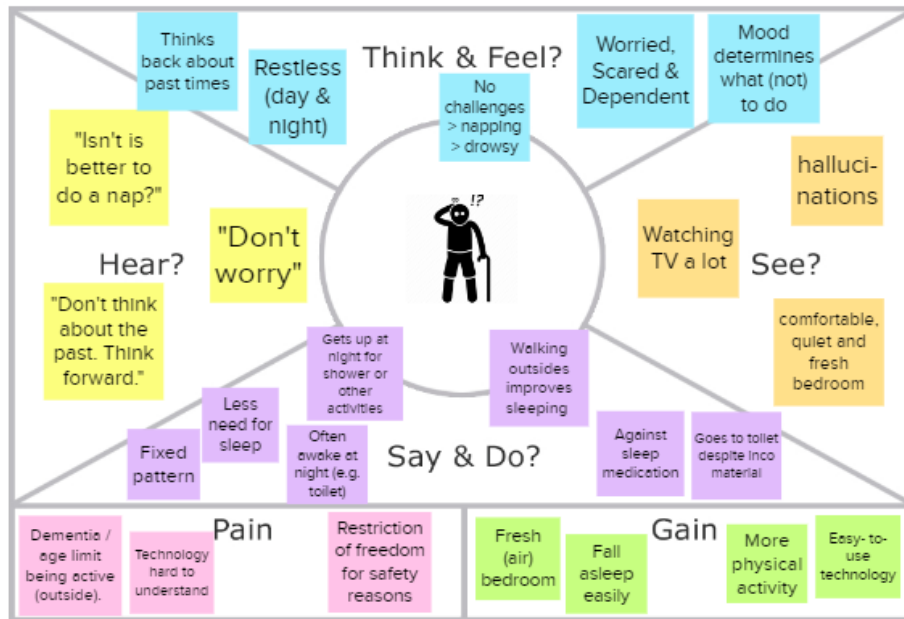 Think & Feel?
Thinks
back about
past times
Restless
(day &
night)
No
challenges
> napping
> drowsy
Worried,
Scared &
Dependent
Mood
determines
what (not)
to do
Hear?
"Isn't is
better to
do a nap?"
"Don't
worry"
"Don't think
about the
past. Think
forward."
!?
See?
halluci-
nations
Watching
TV a lot
comfortable,
quiet and
fresh
bedroom
Say & Do?
Gets up at
night for
shower or
other
activities
Walking
outsides
improves
sleeping
Less
need for
sleep
Fixed
pattern
Often
awake at
night (e.g.
toilet)
Against
sleep
medication
Goes to toilet
despite inco
material
Pain
Dementia /
age limit
being active
(outside).
Technology
hard to
understand
Restriction
of freedom
for safety
reasons
Gain
Fresh
(air)
bedroom
Fall
asleep
easily
More
physical
activity
Easy- to-
use
technology